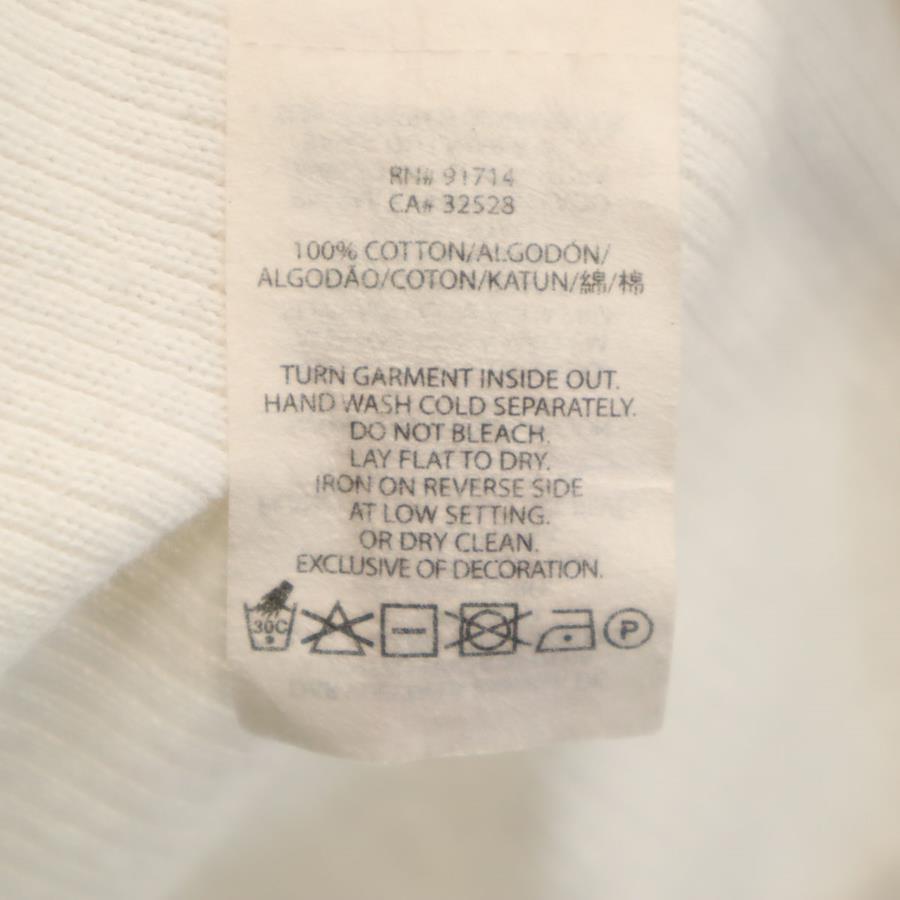 RN# 91714
CA# 32528
100% COTTON/ALGODÓN/
ALGODÃO/COTON/KATUN/綿/棉
TURN GARMENT INSIDE OUT.
HAND WASH COLD SEPARATELY.
DO NOT BLEACH.
LAY FLAT TO DRY.
IRON ON REVERSE SIDE
AT LOW SETTING.
OR DRY CLEAN.
EXCLUSIVE OF DECORATION.
30C P